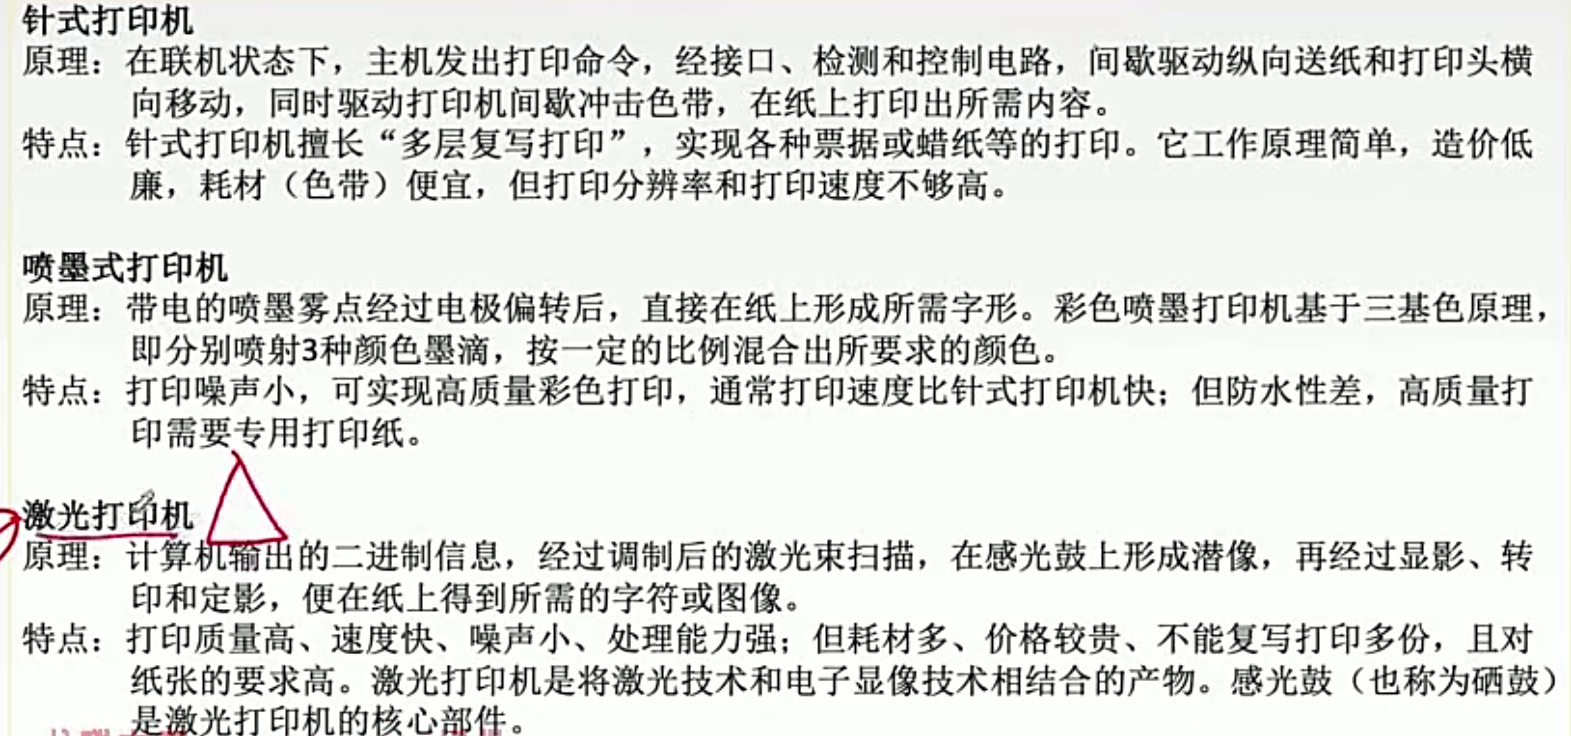 针式打印机
原理：在联机状态下，主机发出打印命令，经接口、检测和控制电路，间歇驱动纵向送纸和打印头横
向移动，同时驱动打印机间歇冲击色带，在纸上打印出所需内容。
特点：针式打印机擅长“多层复写打印”，实现各种票据或蜡纸等的打印。它工作原理简单，造价低
廉，耗材（色带）便宜，但打印分辨率和打印速度不够高。
喷墨式打印机
原理：带电的喷墨雾点经过电极偏转后，直接在纸上形成所需字形。彩色喷墨打印机基于三基色原理，
即分别喷射3种颜色墨滴，按一定的比例混合出所要求的颜色。
特点：打印噪声小，可实现高质量彩色打印，通常打印速度比针式打印机快；但防水性差，高质量打
印需要专用打印纸。
激光打印机
原理：计算机输出的二进制信息，经过调制后的激光束扫描，在感光鼓上形成潜像，再经过显影、转
印和定影，便在纸上得到所需的字符或图像。
特点：打印质量高、速度快、噪声小、处理能力强；但耗材多、价格较贵、不能复写打印多份，且对
纸张的要求高。激光打印机是将激光技术和电子显像技术相结合的产物。感光鼓（也称为硒鼓）
是激光打印机的核心部件。